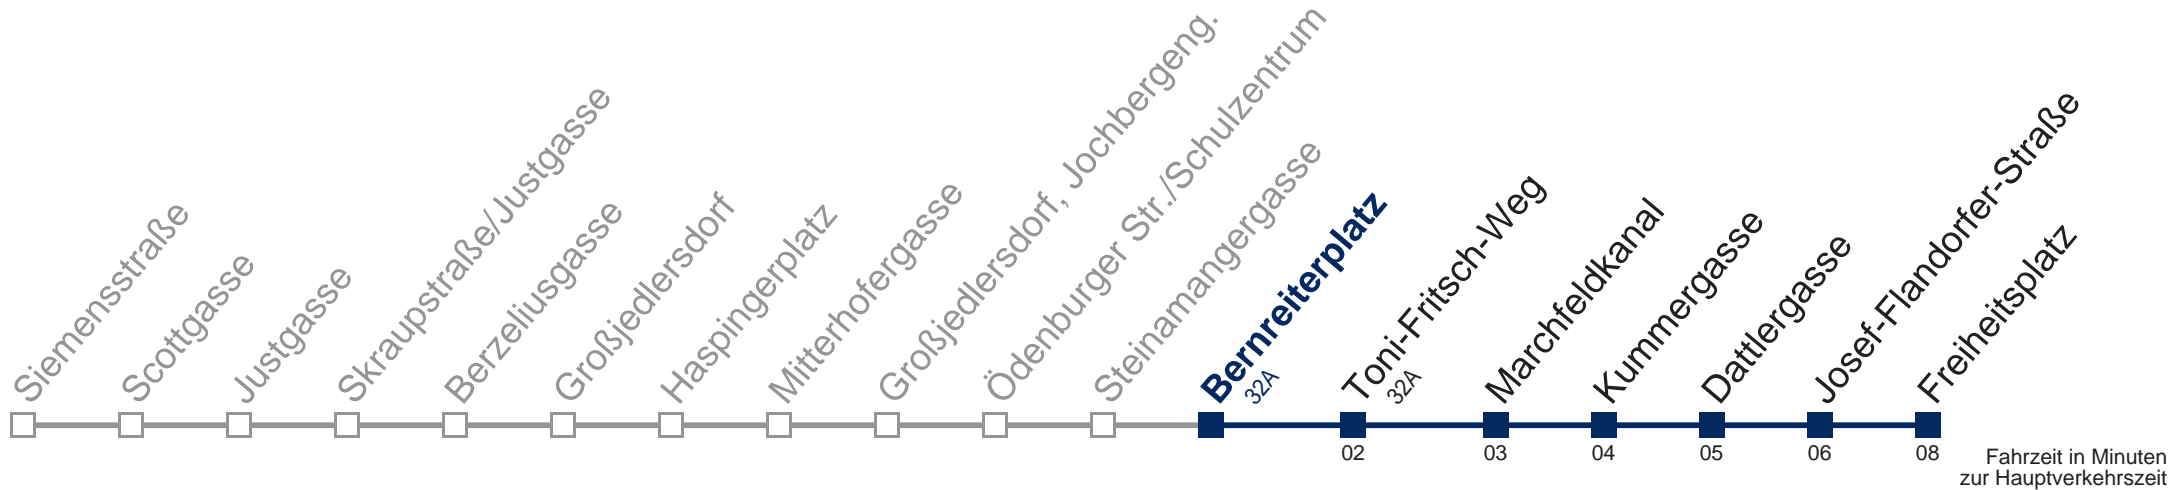 Siemensstraße
Scottgasse
Justgasse
Skraupstraße/Justgasse
Berzeliusgasse
Großjedlersdorf
Haspingerplatz
Mitterhofergasse
Großjedlersdorf, Jochbergeng.
Ödenburger Str./Schulzentrum
Steinamangergasse
Bernreiterplatz
32A
Toni-Fritsch-Weg
32A
Marchfeldkanal
Kummergasse
Dattlergasse
Josef-Flandorfer-Straße
Freiheitsplatz
02 03 04 05 06 08
Fahrzeit in Minuten
zur Hauptverkehrszeit